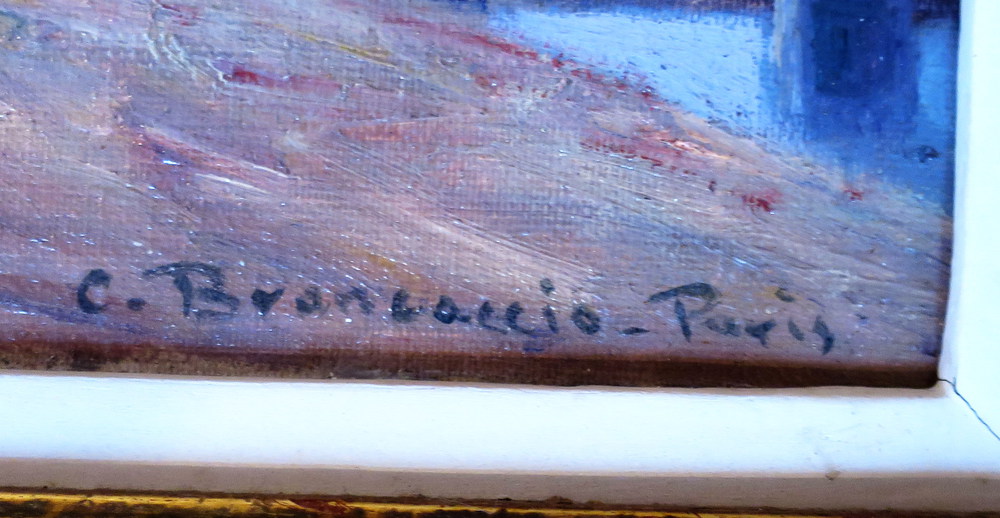 C. Brancaccio - Paris